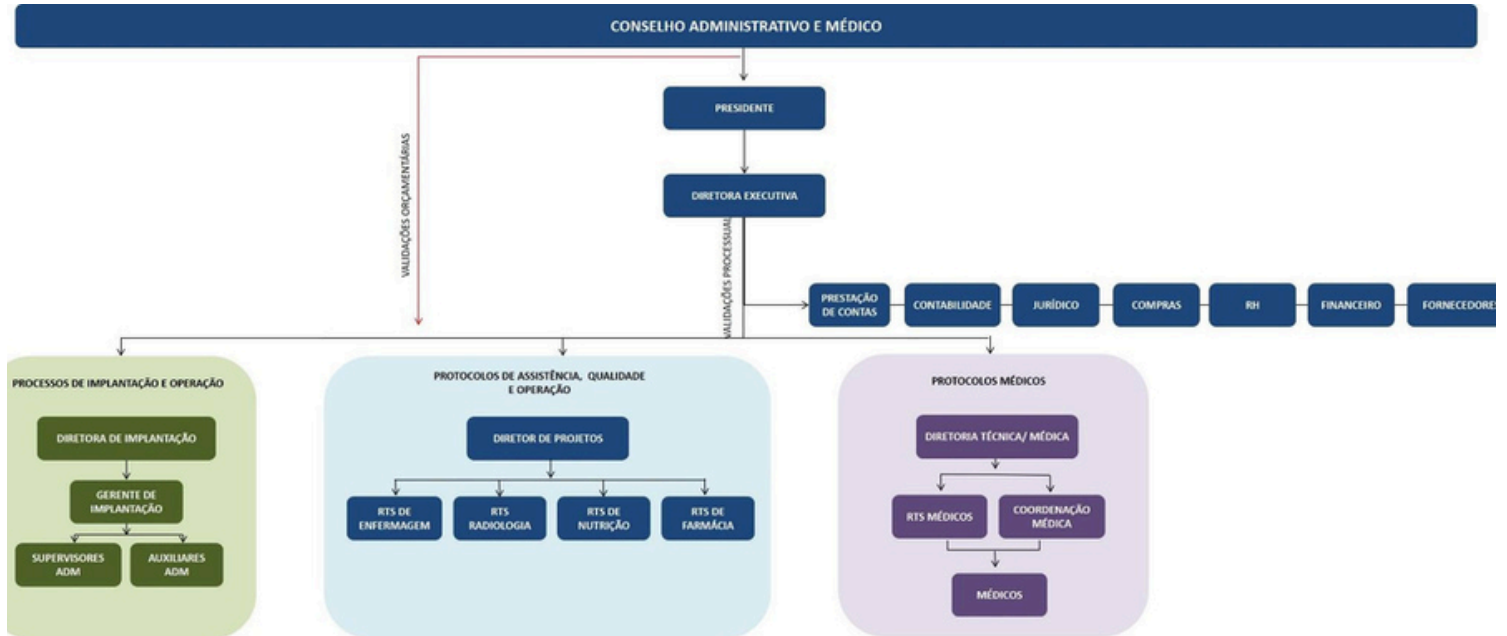 CONSELHO ADMINISTRATIVO E MÉDICO
PRESIDENTE
VALIDAÇÕES ORÇAMENTÁRIAS
DIRETORA EXECUTIVA
VALIDAÇÕES PROCESSUAL
PRESTAÇÃO
DE CONTAS
CONTABILIDADE
JURÍDICO
COMPRAS
RH
FINANCEIRO
FORNECEDORES
PROCESSOS DE IMPLANTAÇÃO E OPERAÇÃO
DIRETORA DE IMPLANTAÇÃO
GERENTE DE
IMPLANTAÇÃO
SUPERVISORES
ADM
AUXILIARES
ADM
PROTOCOLOS DE ASSISTÊNCIA, QUALIDADE
E OPERAÇÃO
DIRETOR DE PROJETOS
RTS DE
ENFERMAGEM
RTS
RADIOLOGIA
RTS DE
NUTRIÇÃO
RTS DE
FARMÁCIA
PROTOCOLOS MÉDICOS
DIRETORIA TÉCNICA/ MÉDICA
RTS MÉDICOS
COORDENAÇÃO
MÉDICA
MÉDICOS